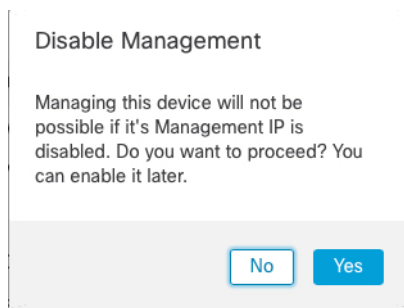 Disable Management
Managing this device will not be
possible if it's Management IP is
disabled. Do you want to proceed? You
can enable it later.
No
Yes